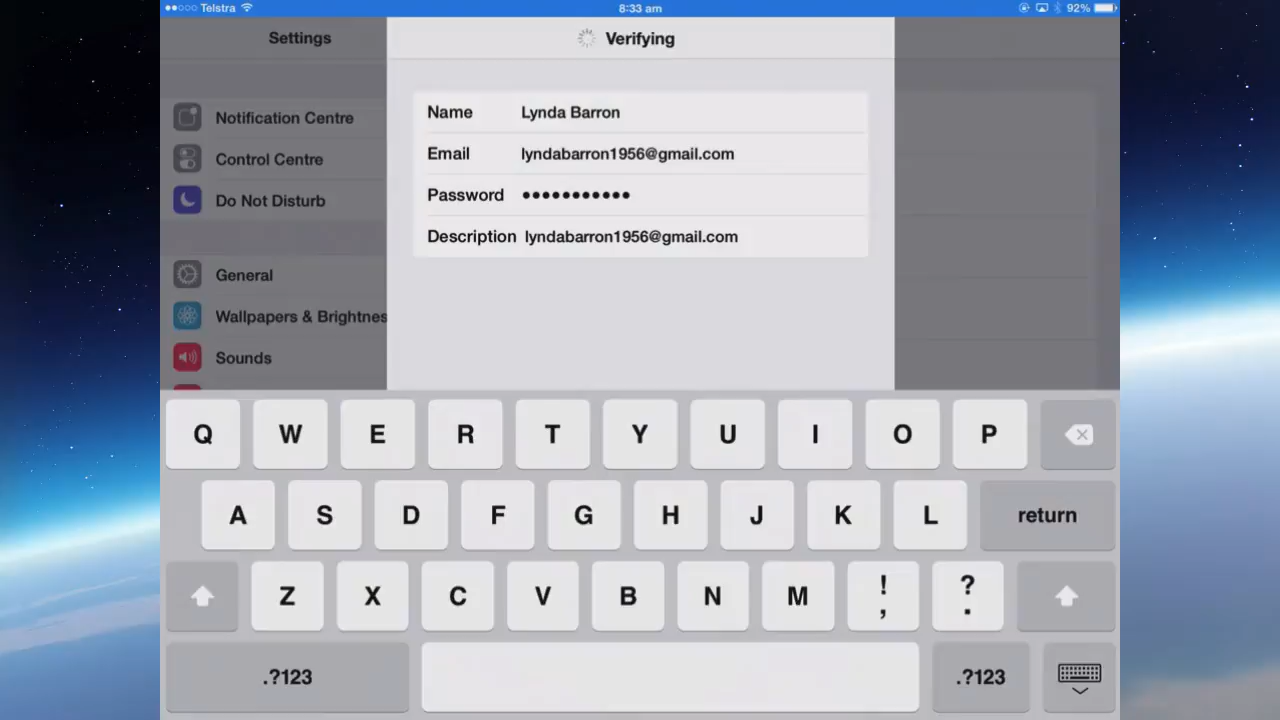 Telstra 8:33 am 92%
Settings
Verifying
Notification Centre
Control Centre
Do Not Disturb
General
Wallpapers & Brightnes
Sounds
Name Lynda Barron
Email lyndabarron1956@gmail.com
Password •••••••••••
Description lyndabarron1956@gmail.com
Q W E R T Y U I O P
A S D F G H J K L return
Z X C V B N M ! , ? .
.?123 .?123